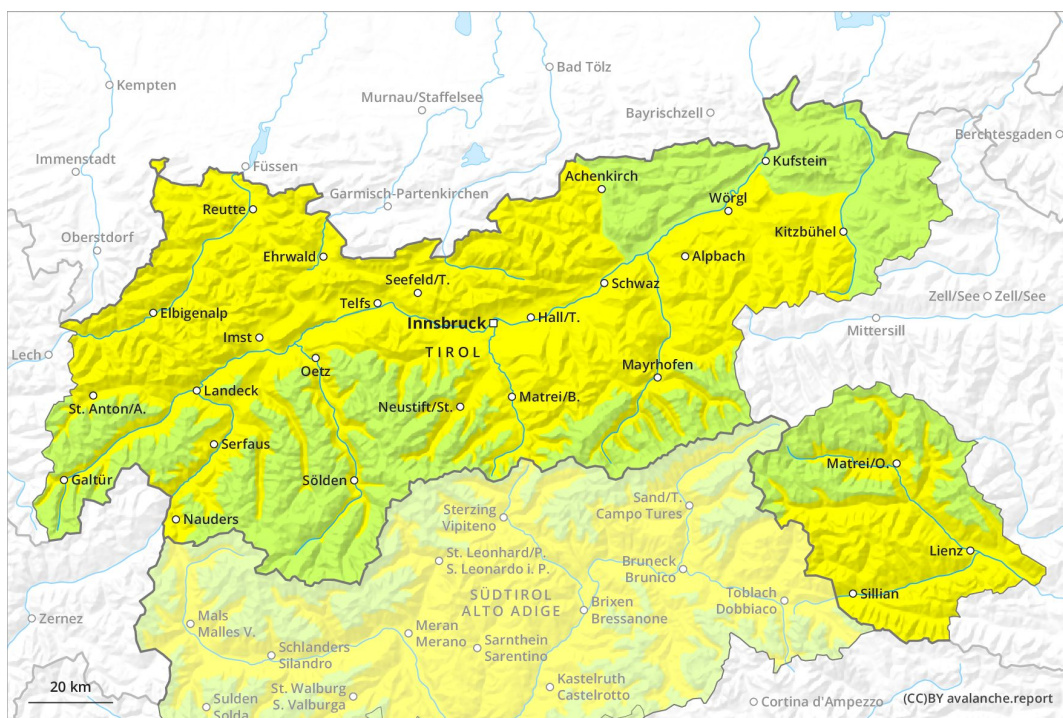 Kempten
Bad Tölz
Murnau/Staffelsee
Bayrischzell
Berchtesgaden
Immenstadt
Füssen
Kufstein
Garmisch-Partenkirchen
Achenkirch
Reutte
Wörgl
Oberstdorf
Kitzbühel
Ehrwald
Alpbach
Seefeld/T.
Schwaz
Zell/See
Zell/See
Telfs
Elbigenalp
Innsbruck
Hall/T.
Mittersill
Imst
Lech
TIROL
Oetz
Mayrhofen
Landeck
St. Anton/A.
Neustift/St.
Matrei/B.
Serfaus
Matrei/O.
Galtür
Sölden
Sand/T.
Campo Tures
Nauders
Sterzing
Vipiteno
Lienz
St. Leonhard/P.
S. Leonardo i. P.
Bruneck
Brunico
SÜDTIROL
ALTO ADIGE
Sillian
Toblach
Dobbiaco
Zernez
Mals
Malles V.
Brixen
Bressanone
Meran
Merano
Sarnthein
Sarentino
Schlanders
Silandro
Kastelruth
Castelrotto
20 km
St. Walburg
S. Valburga
Sulden
Solda
Cortina d'Ampezzo
(CC)BY avalanche.report